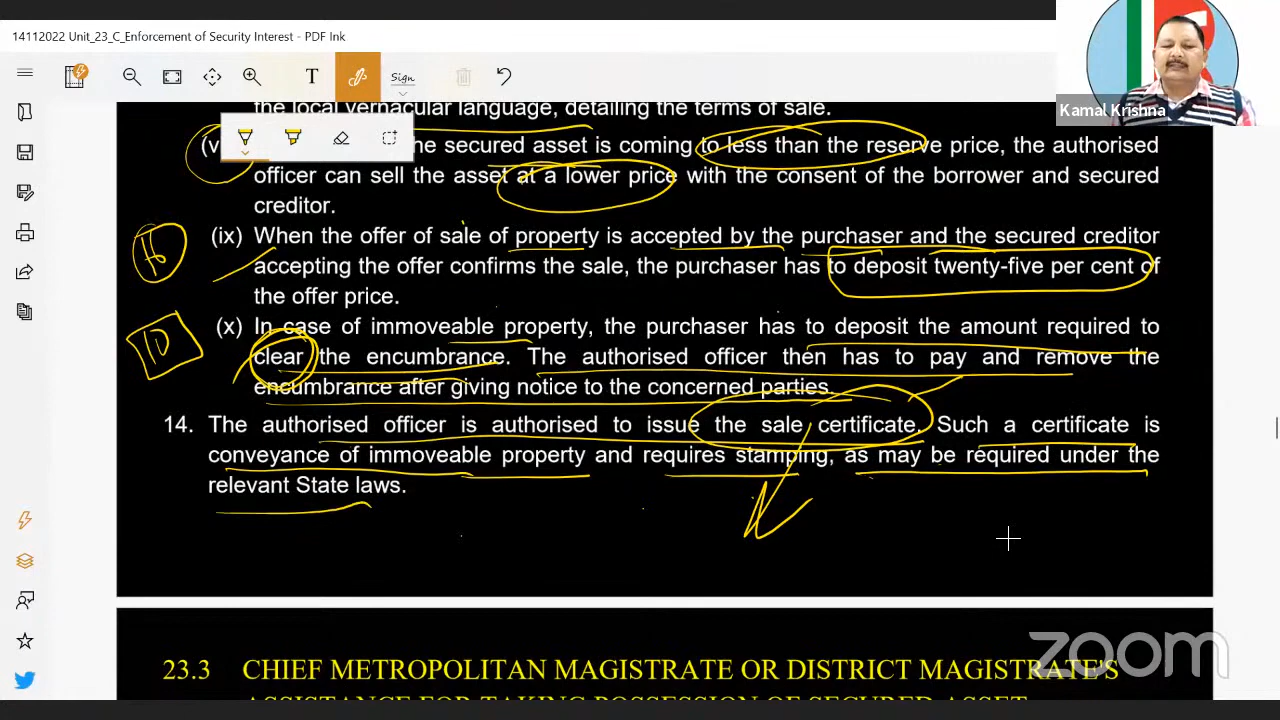 14112022 Unit_23_C_Enforcement of Security Interest - PDF Ink
T
Sign
Kamal Krishna
the local vernacular language, detailing the terms of sale.
the secured asset is coming to less than the reserve price, the authorised
officer can sell the asset at a lower price with the consent of the borrower and secured
creditor.
(ix) When the offer of sale of property is accepted by the purchaser and the secured creditor
accepting the offer confirms the sale, the purchaser has to deposit twenty-five per cent of
the offer price.
(x) In case of immoveable property, the purchaser has to deposit the amount required to
clear the encumbrance. The authorised officer then has to pay and remove the
encumbrance after giving notice to the concerned parties.
14. The authorised officer is authorised to issue the sale certificate. Such a certificate is
conveyance of immoveable property and requires stamping, as may be required under the
relevant State laws.
zoom
23.3 CHIEF METROPOLITAN MAGISTRATE OR DISTRICT MAGISTRATE'S
ASSISTANCE FOR TAKING POSSESSION OF SECURED ASSET